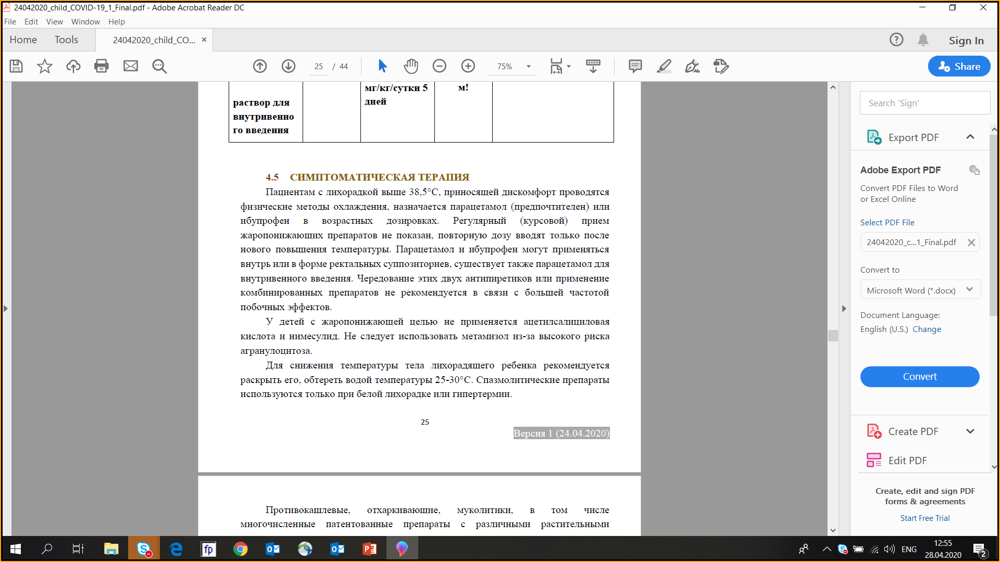 24042020_child_COVID-19_1_Final.pdf - Adobe Acrobat Reader DC
File Edit View Window Help
Home Tools 24042020_child_CO... × Sign In
25 / 44 75% Share
мг/кг/сутки 5 м!
дней
раствор для
внутривенно
го введения
4.5 СИМПТОМАТИЧЕСКАЯ ТЕРАПИЯ
Пациентам с лихорадкой выше 38,5°С, приносящей дискомфорт проводятся
физические методы охлаждения, назначается парацетамол (предпочтителен) или
ибупрофен в возрастных дозировках. Регулярный (курсовой) прием
жаропонижающих препаратов не показан, повторную дозу вводят только после
нового повышения температуры. Парацетамол и ибупрофен могут применяться
внутрь или в форме ректальных суппозиториев, существует также парацетамол для
внутривенного введения. Чередование этих двух антипиретиков или применение
комбинированных препаратов не рекомендуется в связи с большей частотой
побочных эффектов.
У детей с жаропонижающей целью не применяется ацетилсалициловая
кислота и нимесулид. Не следует использовать метамизол из-за высокого риска
агранулоцитоза.
Для снижения температуры тела лихорадящего ребенка рекомендуется
раскрыть его, обтереть водой температуры 25-30°С. Спазмолитические препараты
используются только при белой лихорадке или гипертермии.
25
Версия 1 (24.04.2020)
Противокашлевые, отхаркивающие, муколитики, в том числе
многочисленные патентованные препараты с различными растительными
Search 'Sign'
Export PDF
Adobe Export PDF
Convert PDF Files to Word
or Excel Online
Select PDF File
24042020_c...1_Final.pdf
Convert to
Microsoft Word (*.docx)
Document Language:
English (U.S.) Change
Convert
Create PDF
Edit PDF
Create, edit and sign PDF
forms & agreements
Start Free Trial
fp
ENG
12:55
28.04.2020
2